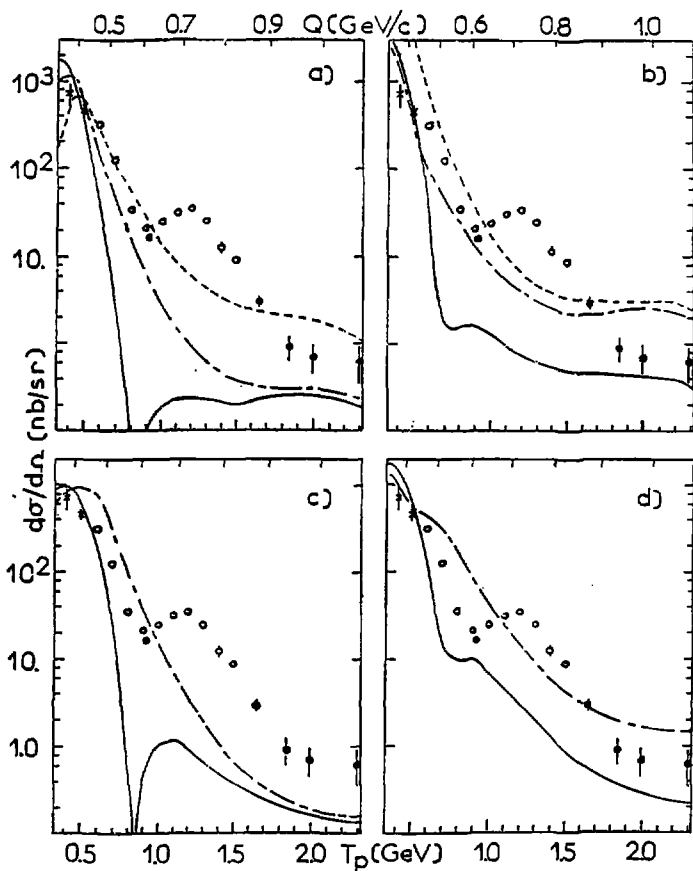 0.5 0.7 0.9 Q(GeV/c) 0.6 0.8 1.0
a)
b)
10³
10²
10.
dσ/dΩ (nb/sr)
c)
d)
10²
10.
1.0
0.5 1.0 1.5 2.0 Tp(GeV) 1.0 1.5 2.0